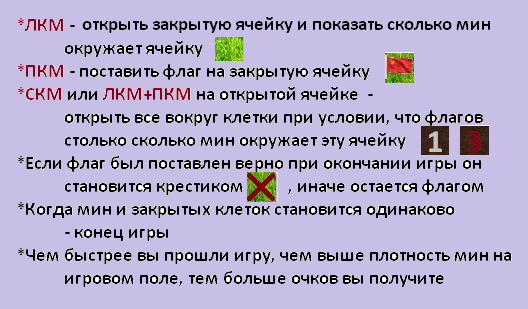 *ЛКМ - открыть закрытую ячейку и показать сколько мин
окружает ячейку
*ПКМ - поставить флаг на закрытую ячейку
*СКМ или ЛКМ+ПКМ на открытой ячейке -
открыть все вокруг клетки при условии, что флагов
столько сколько мин окружает эту ячейку 1 3
*Если флаг был поставлен верно при окончании игры он
становится крестиком , иначе остается флагом
*Когда мин и закрытых клеток становится одинаково
- конец игры
*Чем быстрее вы прошли игру, чем выше плотность мин на
игровом поле, тем больше очков вы получите